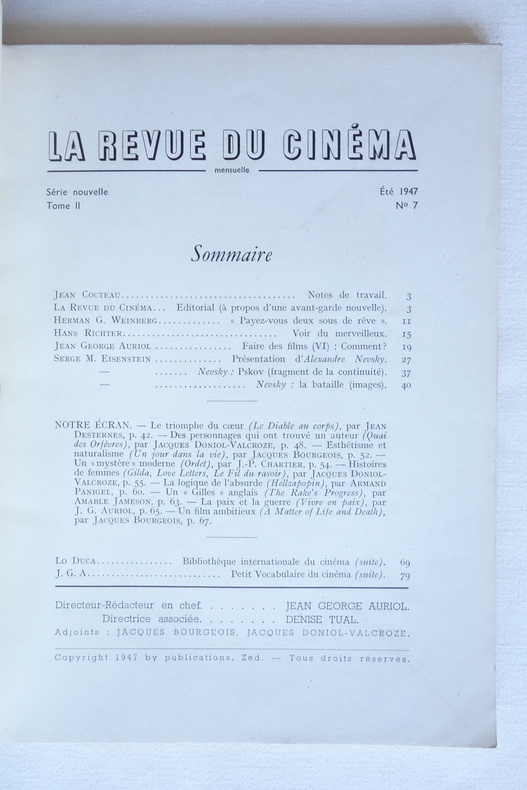 LA REVUE DU CINÉMA
mensuelle
Série nouvelle Été 1947
Tome II Nº 7
Sommaire
JEAN COCTEAU.................................. Notes de travail. 3
LA REVUE DU CINÉMA... Editorial (à propos d'une avant-garde nouvelle). 3
HERMAN G. WEINBERG............. « Payez-vous deux sous de rêve ». 11
HANS RICHTER.............................. Voir du merveilleux. 15
JEAN GEORGE AURIOL ................ Faire des films (VI) : Comment? 19
SERGE M. EISENSTEIN .............. Présentation d'Alexandre Nevsky. 27
— ....... Nevsky : Pskov (fragment de la continuité). 37
— ................... Nevsky : la bataille (images). 40
NOTRE ÉCRAN. — Le triomphe du cœur (Le Diable au corps), par JEAN
DESTERNES, p. 42. — Des personnages qui ont trouvé un auteur (Quai
des Orfèvres), par JACQUES DONIOL-VALCROZE, p. 48. — Esthétisme et
naturalisme (Un jour dans la vie), par JACQUES BOURGEOIS, p. 52. —
Un « mystère » moderne (Ordet), par J.-P. CHARTIER, p. 54. — Histoires
de femmes (Gilda, Love Letters, Le Fil du rasoir), par JACQUES DONIOL-
VALCROZE, p. 55. — La logique de l'absurde (Hellzapopin), par ARMAND
PANIGEL, p. 60. — Un « Gilles » anglais (The Rake's Progress), par
AMABLE JAMESON, p. 63. — La paix et la guerre (Vivre en paix), par
J. G. AURIOL, p. 65. — Un film ambitieux (A Matter of Life and Death),
par JACQUES BOURGEOIS, p. 67.
LO DUCA................ Bibliothèque internationale du cinéma (suite). 69
J. G. A............................ Petit Vocabulaire du cinéma (suite). 79
Directeur-Rédacteur en chef. . . . . . . . JEAN GEORGE AURIOL.
Directrice associée. . . . . . . . DENISE TUAL.
Adjoints : JACQUES BOURGEOIS, JACQUES DONIOL-VALCROZE.
Copyright 1947 by publications. Zed. — Tous droits réservés.